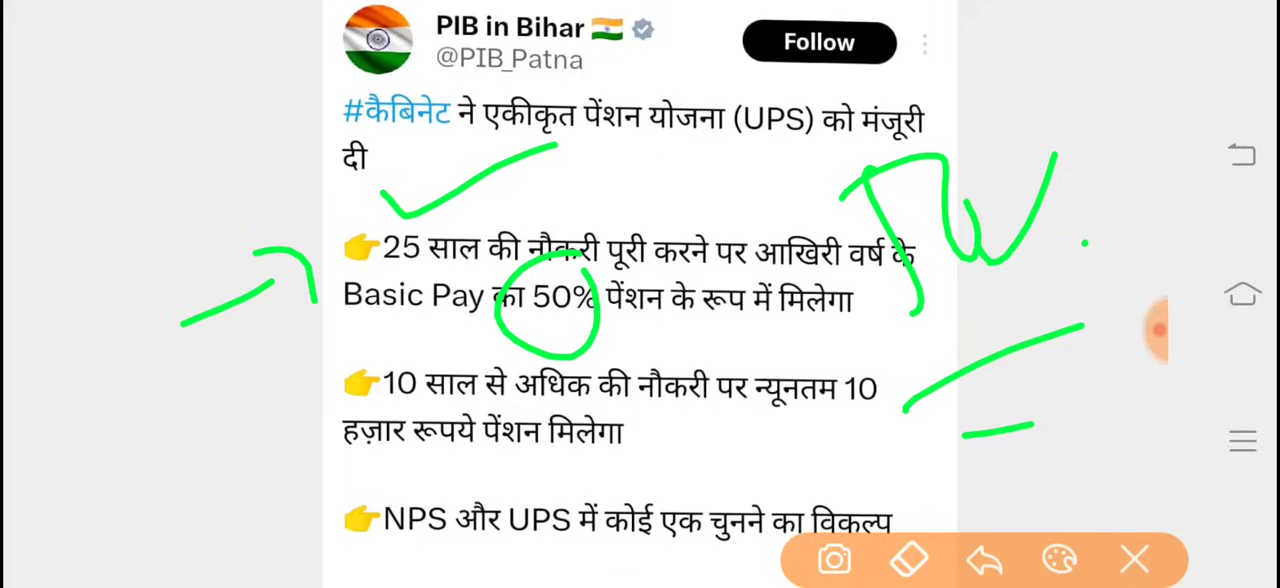 PIB in Bihar
@PIB_Patna
Follow
#कैबिनेट ने एकीकृत पेंशन योजना (UPS) को मंजूरी
दी
👉25 साल की नौकरी पूरी करने पर आखिरी वर्ष के
Basic Pay का 50% पेंशन के रूप में मिलेगा
👉10 साल से अधिक की नौकरी पर न्यूनतम 10
हज़ार रूपये पेंशन मिलेगा
👉NPS और UPS में कोई एक चुनने का विकल्प